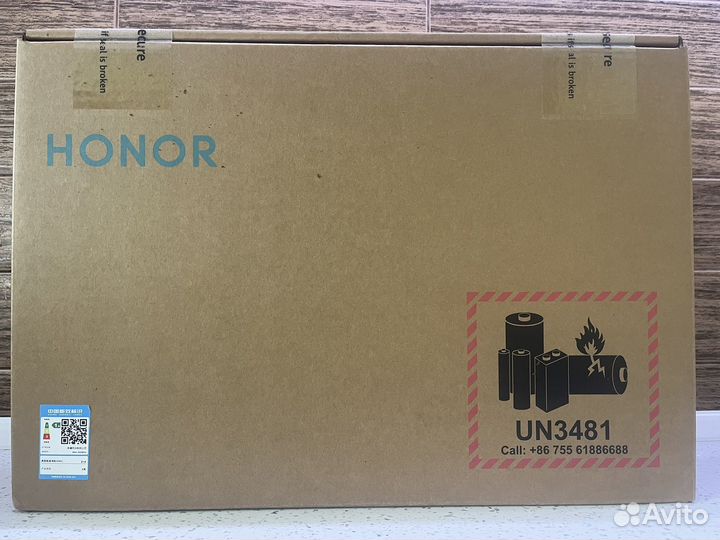 ecure
if seal is broken
ecure
if seal is broken
HONOR
中国能效标识
UN3481
Call: +86 755 61886688
Avito